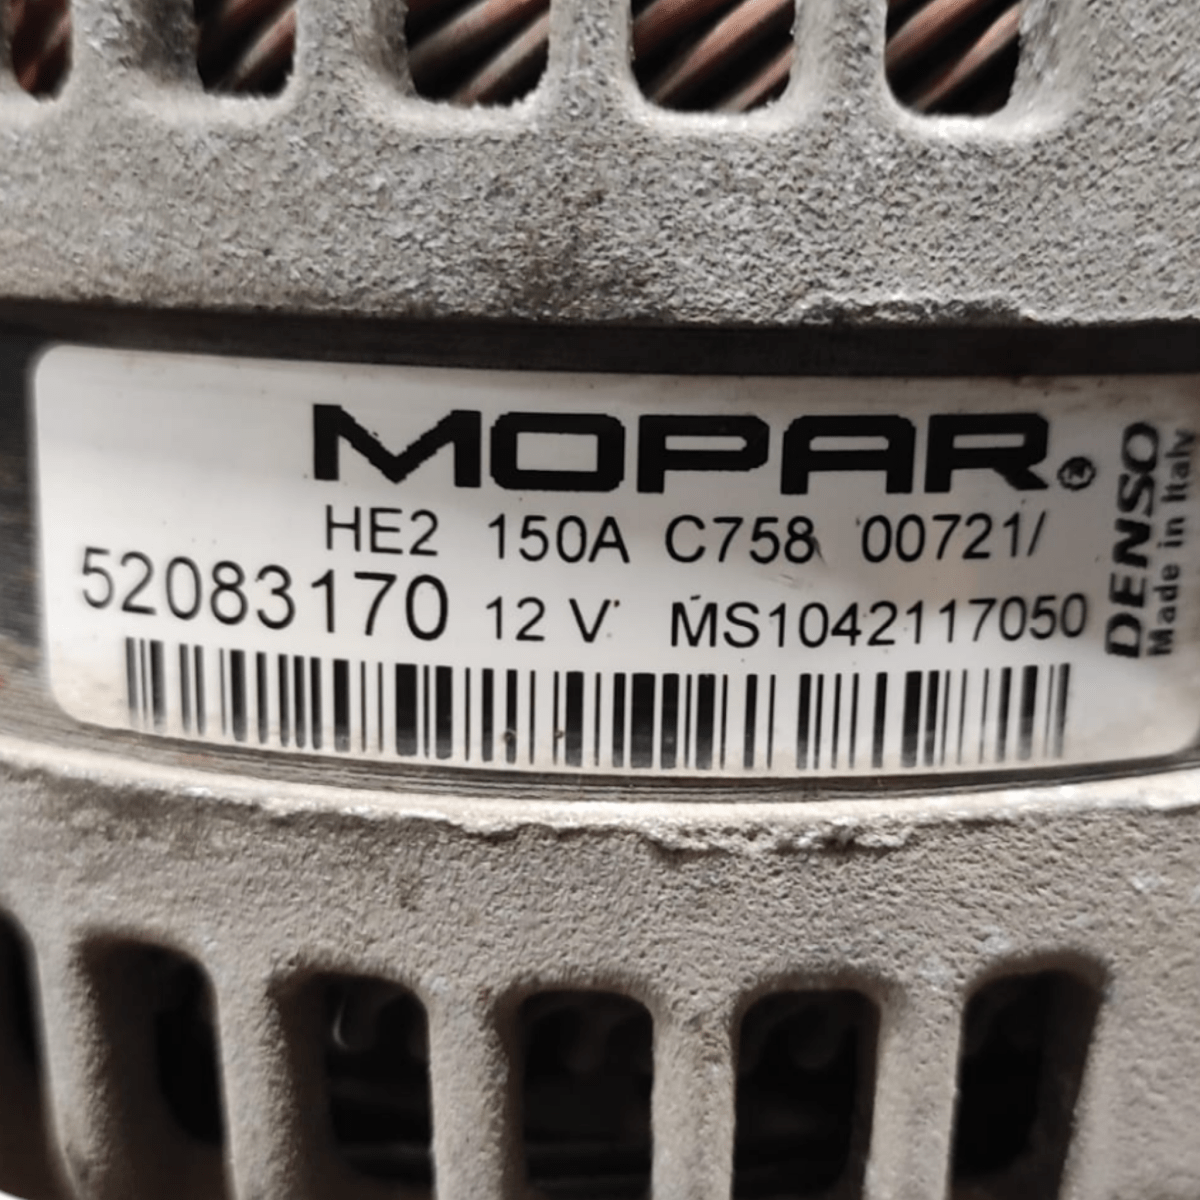 MOPAR®
HE2 150A C758 00721/
52083170 12 V MS1042117050
DENSO
Made in Italy